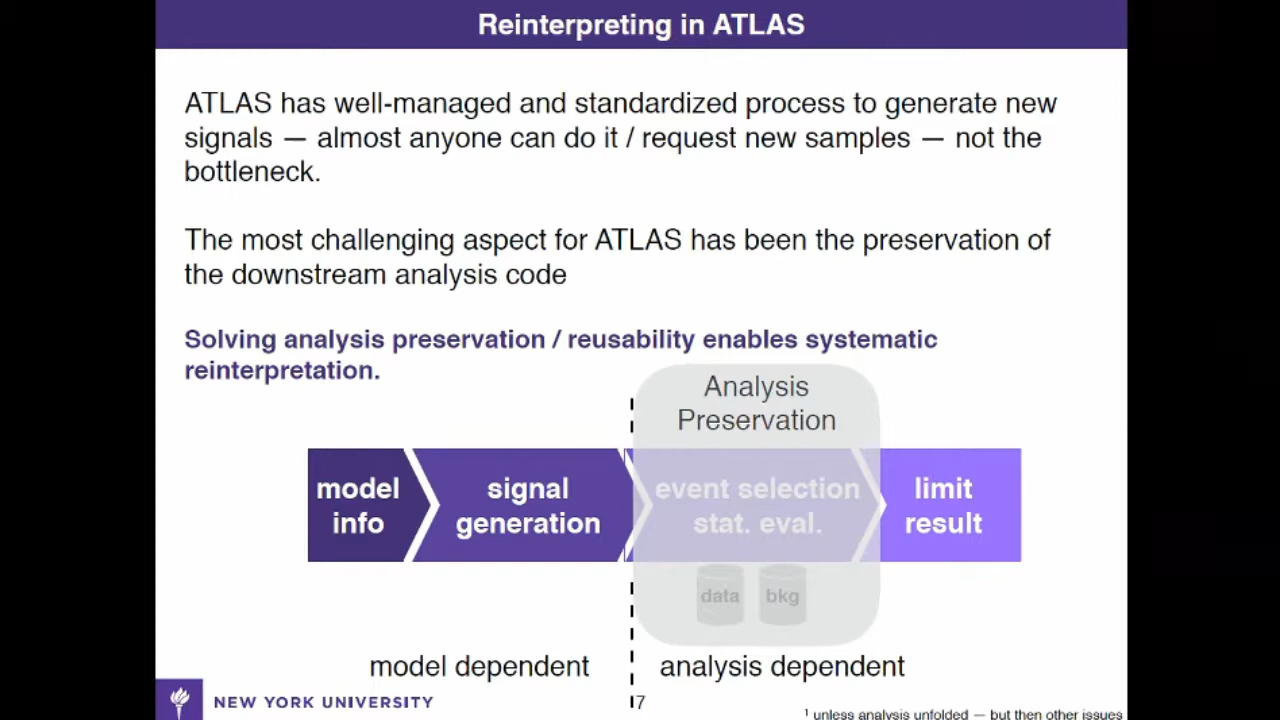 Reinterpreting in ATLAS
ATLAS has well-managed and standardized process to generate new
signals — almost anyone can do it / request new samples — not the
bottleneck.
The most challenging aspect for ATLAS has been the preservation of
the downstream analysis code
Solving analysis preservation / reusability enables systematic
reinterpretation.
Analysis
Preservation
model
info
signal
generation
event selection
stat. eval.
limit
result
data
bkg
model dependent
analysis dependent
NEW YORK UNIVERSITY
7
1 unless analysis unfolded — but then other issues